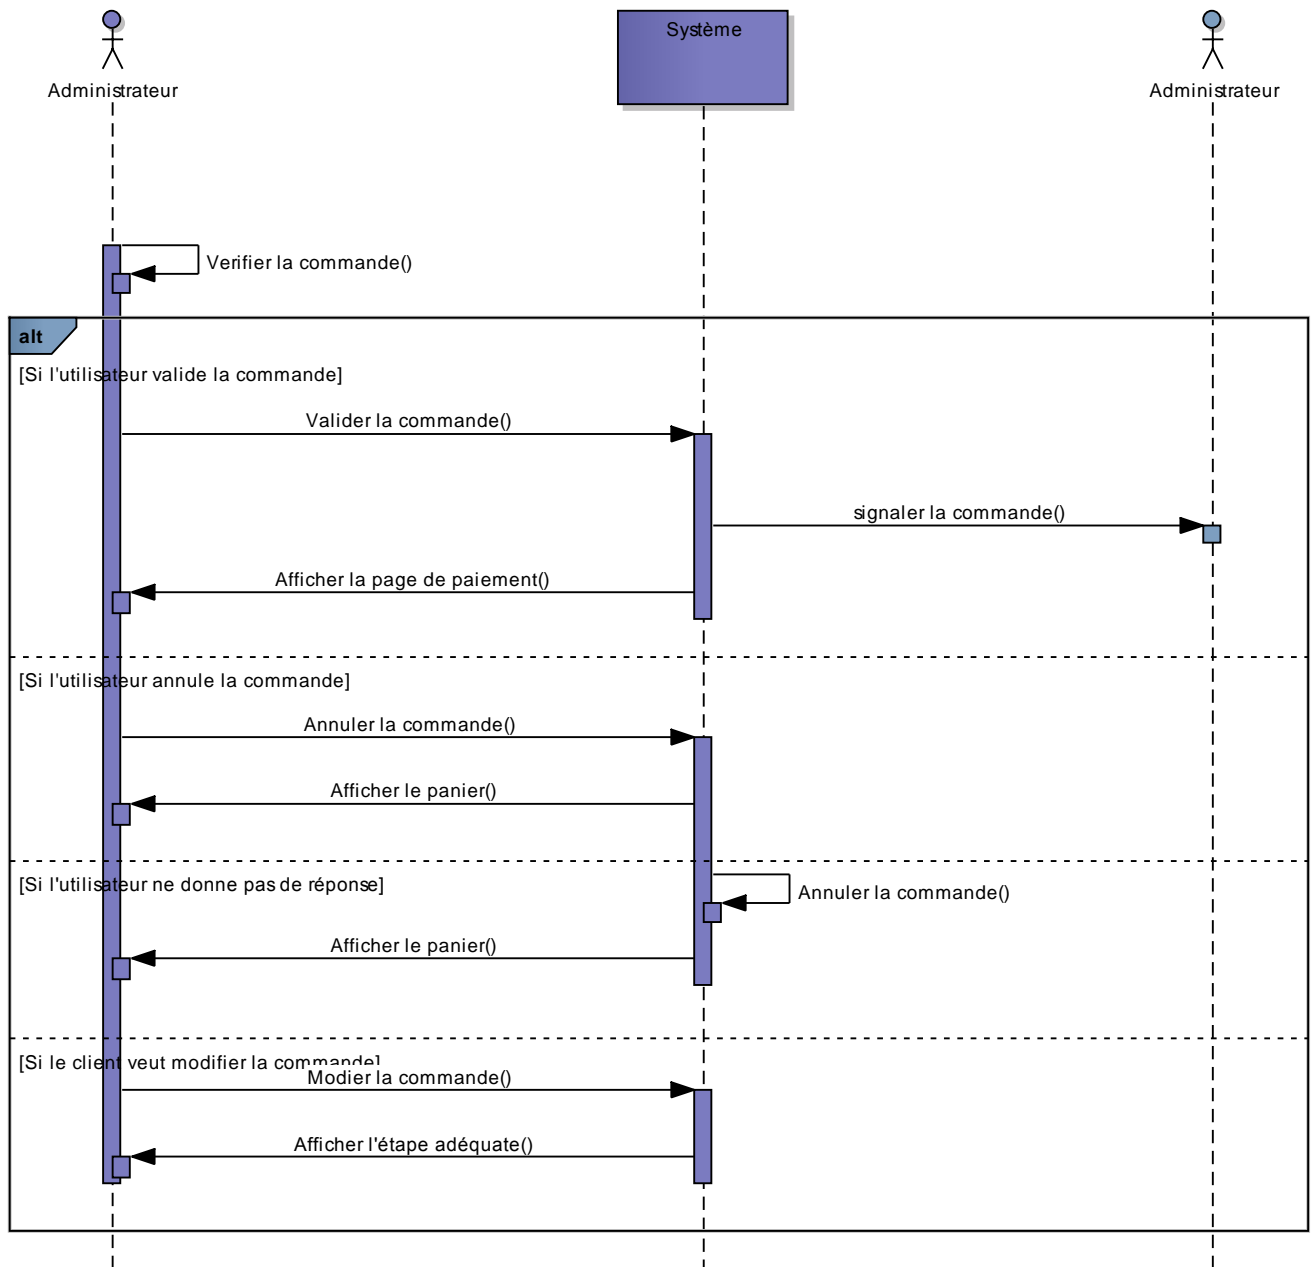 Administrateur
Système
Administrateur
Verifier la commande()
alt
[Si l'utilisateur valide la commande]
Valider la commande()
signaler la commande()
Afficher la page de paiement()
[Si l'utilisateur annule la commande]
Annuler la commande()
Afficher le panier()
[Si l'utilisateur ne donne pas de réponse]
Annuler la commande()
Afficher le panier()
[Si le client veut modifier la commande]
Modier la commande()
Afficher l'étape adéquate()